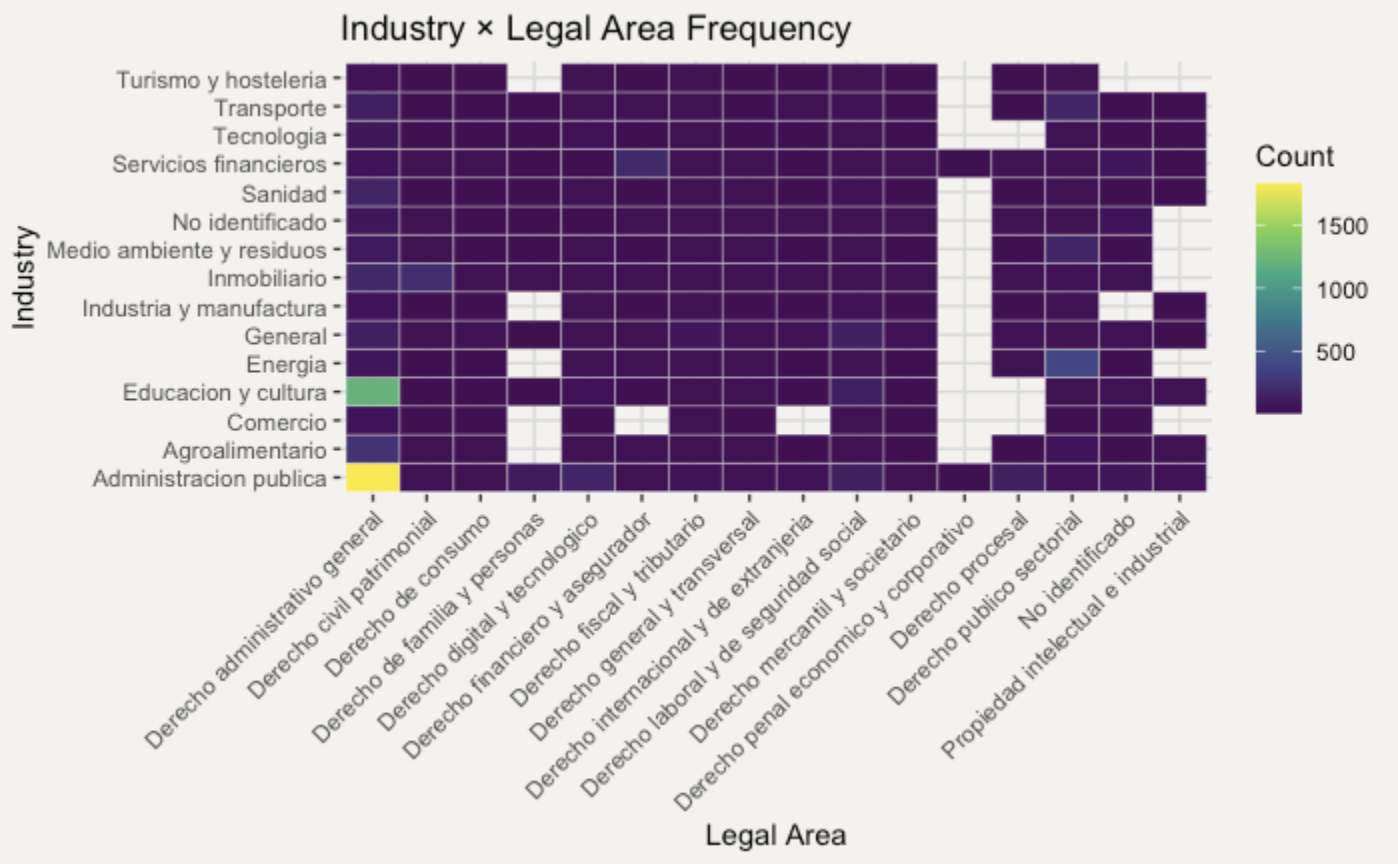 Industry × Legal Area Frequency
Industry
Turismo y hosteleria
Transporte
Tecnologia
Servicios financieros
Sanidad
No identificado
Medio ambiente y residuos
Inmobiliario
Industria y manufactura
General
Energia
Educacion y cultura
Comercio
Agroalimentario
Administracion publica
Derecho administrativo general
Derecho civil patrimonial
Derecho de consumo
Derecho de familia y personas
Derecho digital y tecnologico
Derecho financiero y asegurador
Derecho fiscal y tributario
Derecho general y transversal
Derecho internacional y de extranjeria
Derecho laboral y de seguridad social
Derecho mercantil y societario
Derecho penal economico y corporativo
Derecho procesal
Derecho publico sectorial
No identificado
Propiedad intelectual e industrial
Legal Area
Count
1500
1000
500